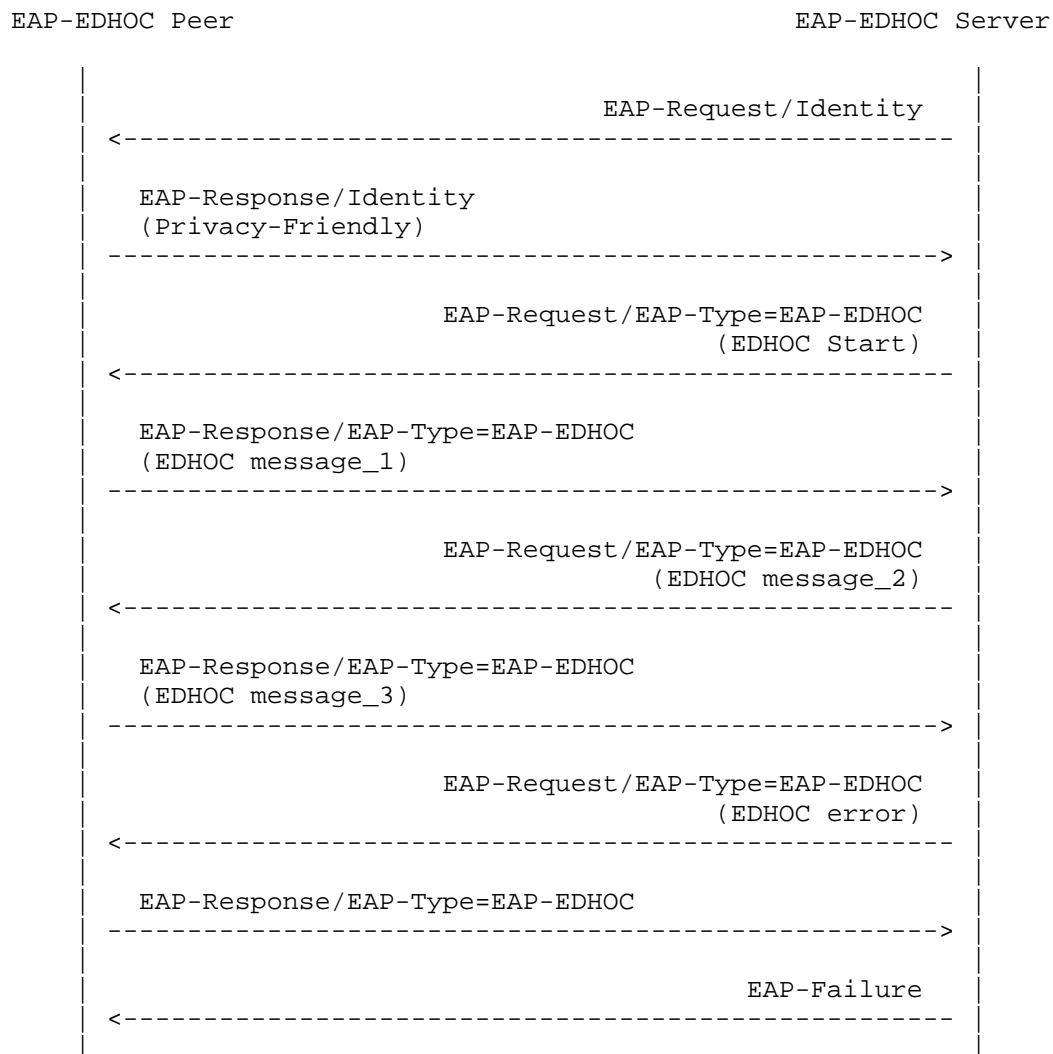 EAP-EDHOC Peer EAP-EDHOC Server
EAP-Request/Identity
EAP-Response/Identity
(Privacy-Friendly)
EAP-Request/EAP-Type=EAP-EDHOC
(EDHOC Start)
EAP-Response/EAP-Type=EAP-EDHOC
(EDHOC message_1)
EAP-Request/EAP-Type=EAP-EDHOC
(EDHOC message_2)
EAP-Response/EAP-Type=EAP-EDHOC
(EDHOC message_3)
EAP-Request/EAP-Type=EAP-EDHOC
(EDHOC error)
EAP-Response/EAP-Type=EAP-EDHOC
EAP-Failure